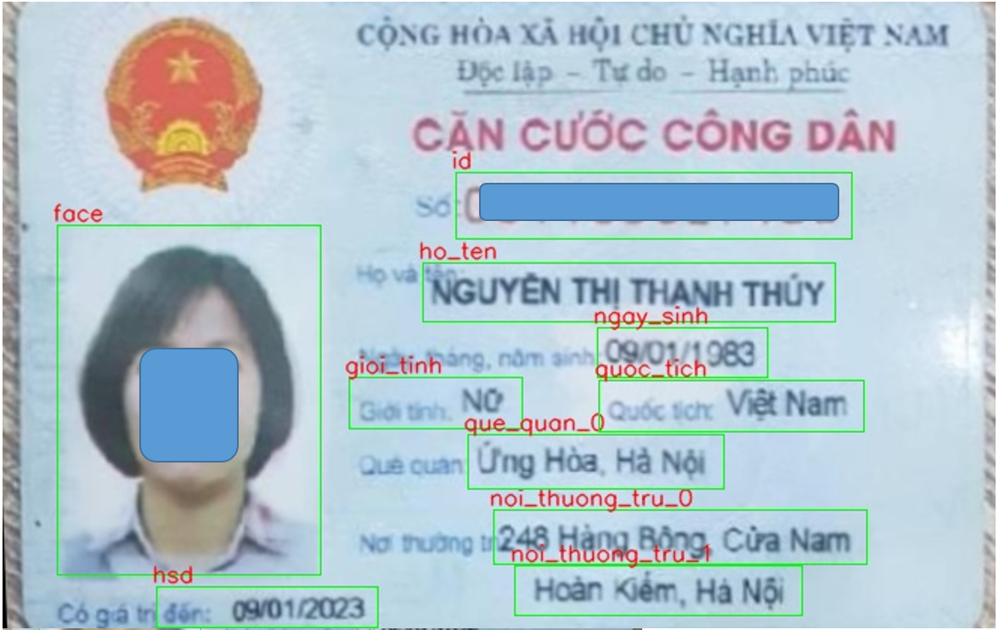 CỘNG HÒA XÃ HỘI CHỦ NGHĨA VIỆT NAM
Độc lập - Tự do - Hạnh phúc
CĂN CƯỚC CÔNG DÂN
id
Số:
face
ho_ten
Họ và tên:
NGUYỄN THỊ THANH THÚY
ngay_sinh
Ngày, tháng, năm sinh: 09/01/1983
gioi_tinh quoc_tich
Giới tính: Nữ Quốc tịch: Việt Nam
que_quan_0
Quê quán: Ứng Hòa, Hà Nội
noi_thuong_tru_0
Nơi thường trú: 248 Hàng Bông, Cửa Nam
noi_thuong_tru_1
Hoàn Kiếm, Hà Nội
hsd
Có giá trị đến: 09/01/2023